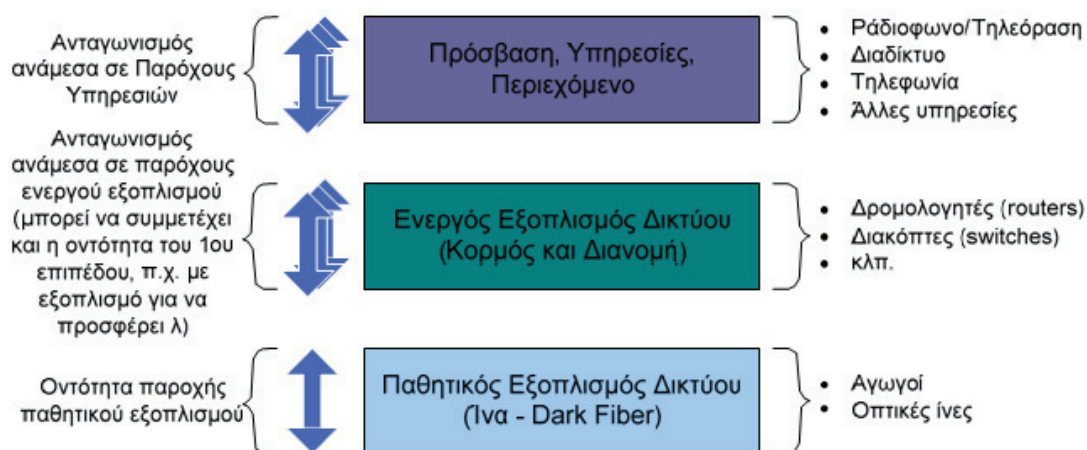 Ανταγωνισμός
ανάμεσα σε Παρόχους
Υπηρεσιών
Πρόσβαση, Υπηρεσίες,
Περιεχόμενο
• Ράδιοφωνο/Τηλεόραση
• Διαδίκτυο
• Τηλεφωνία
• Άλλες υπηρεσίες
Ανταγωνισμός
ανάμεσα σε παρόχους
ενεργού εξοπλισμού
(μπορεί να συμμετέχει
και η οντότητα του 1ου
επιπέδου, π.χ. με
εξοπλισμό για να
προσφέρει λ)
Ενεργός Εξοπλισμός Δικτύου
(Κορμός και Διανομή)
• Δρομολογητές (routers)
• Διακόπτες (switches)
• κλπ.
Οντότητα παροχής
παθητικού εξοπλισμού
Παθητικός Εξοπλισμός Δικτύου
(Ίνα - Dark Fiber)
• Αγωγοί
• Οπτικές ίνες